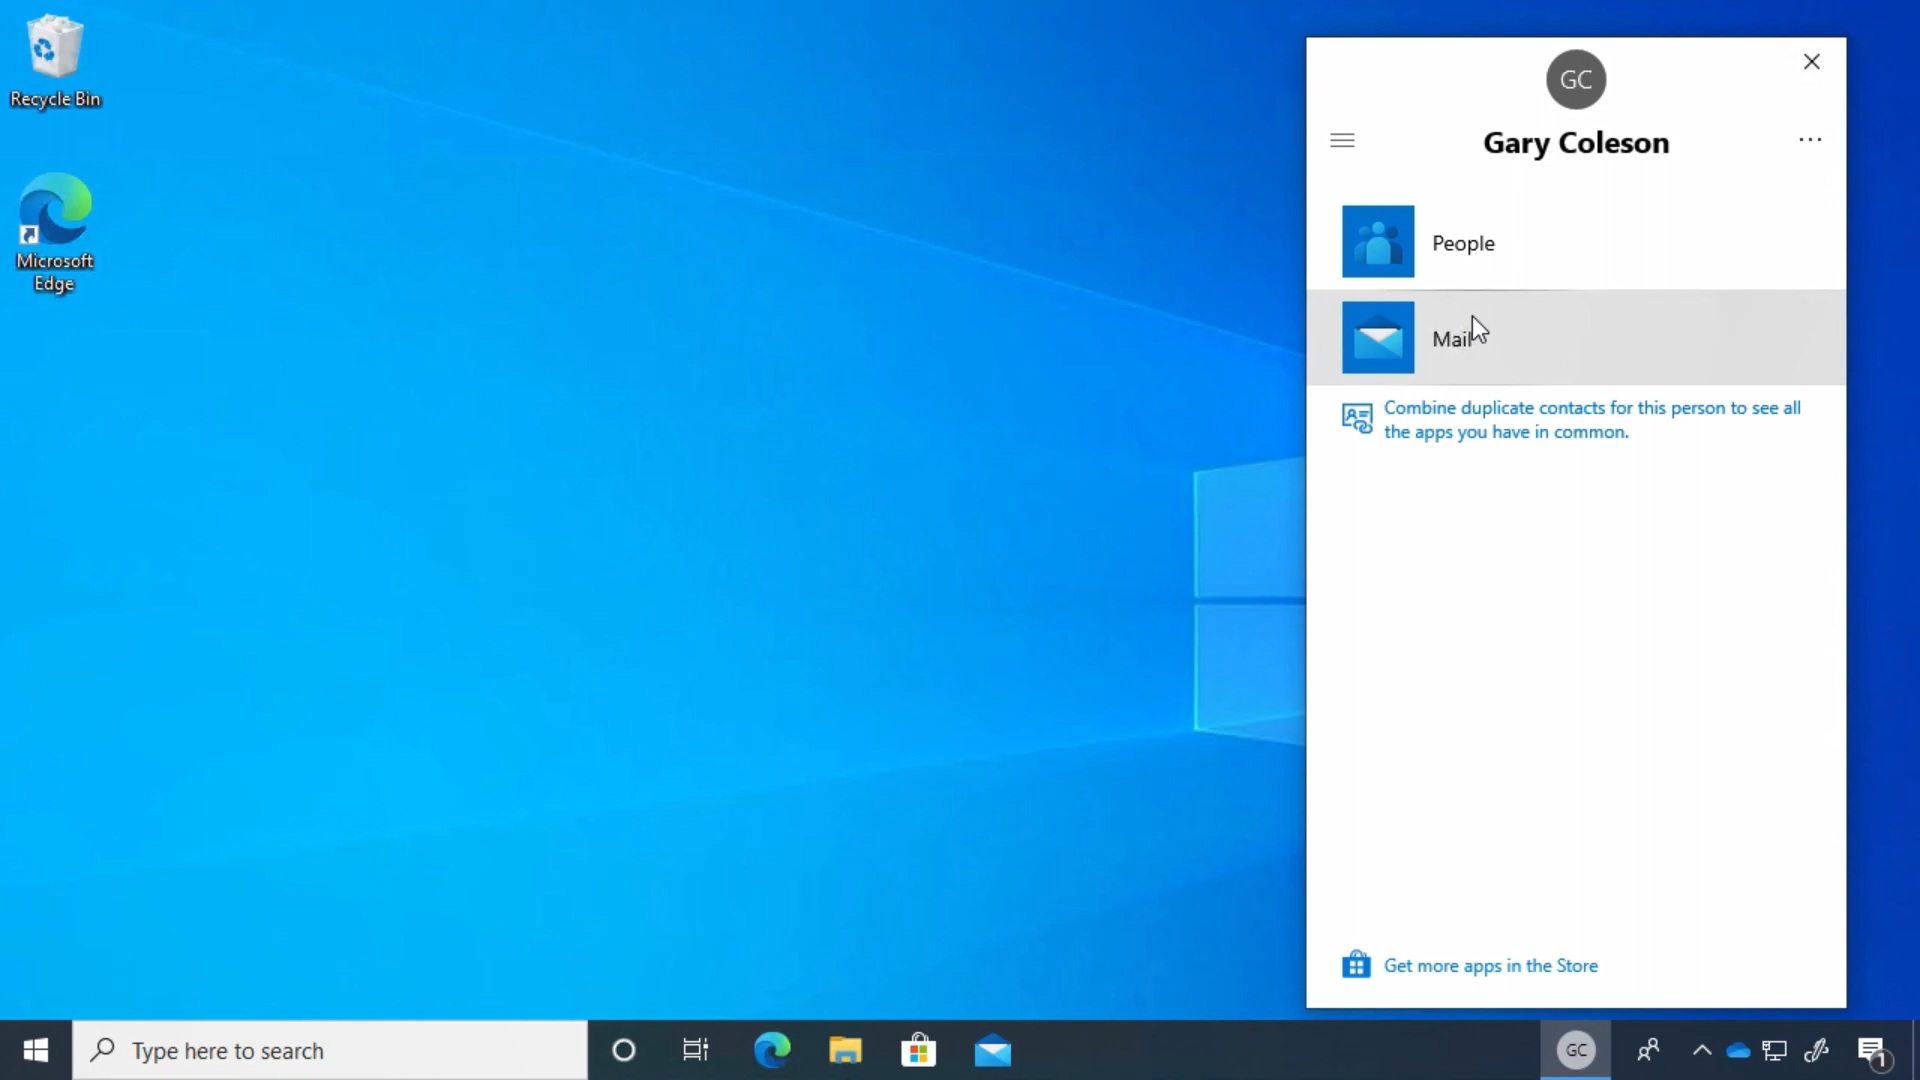 Recycle Bin
Microsoft
Edge
GC
Gary Coleson
People
Mail
Combine duplicate contacts for this person to see all
the apps you have in common.
Get more apps in the Store
Type here to search
GC
1